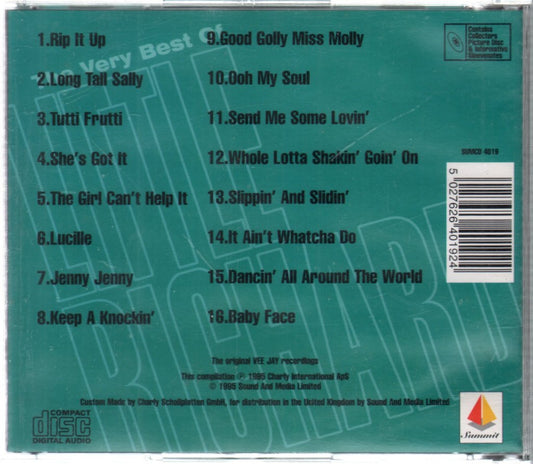 The Very Best Of
LITTLE
RICHARD
1.Rip It Up
2.Long Tall Sally
3.Tutti Frutti
4.She's Got It
5.The Girl Can't Help It
6.Lucille
7.Jenny Jenny
8.Keep A Knockin'
9.Good Golly Miss Molly
10.Ooh My Soul
11.Send Me Some Lovin'
12.Whole Lotta Shakin' Goin' On
13.Slippin' And Slidin'
14.It Ain't Whatcha Do
15.Dancin' All Around The World
16.Baby Face
Contains
Collectors
Picture Disc
& Informative
Sleevenotes
SUMCD 4019
5 027626 401924
The original VEE JAY recordings
This compilation ℗ 1995 Charly International ApS
© 1995 Sound And Media Limited
Custom Made by Charly Schallplatten GmbH, for distribution in the United Kingdom by Sound And Media Limited
COMPACT
disc
DIGITAL AUDIO
Summit